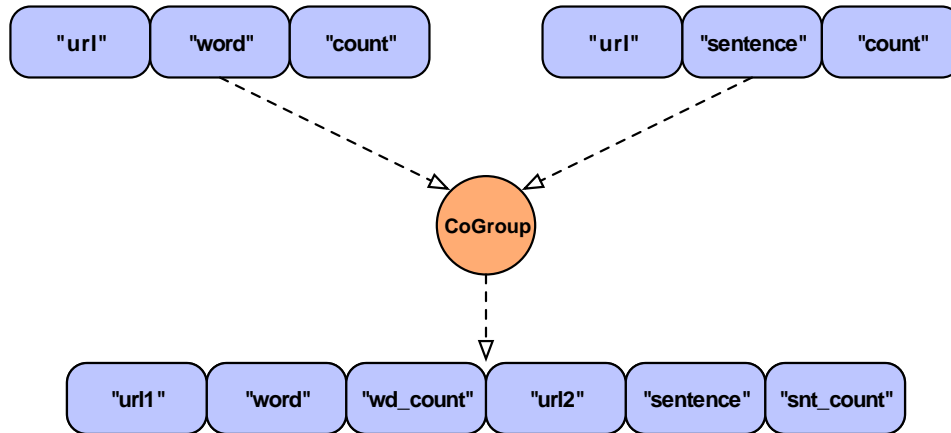 "url" "word" "count" "url" "sentence" "count"
CoGroup
"url1" "word" "wd_count" "url2" "sentence" "snt_count"